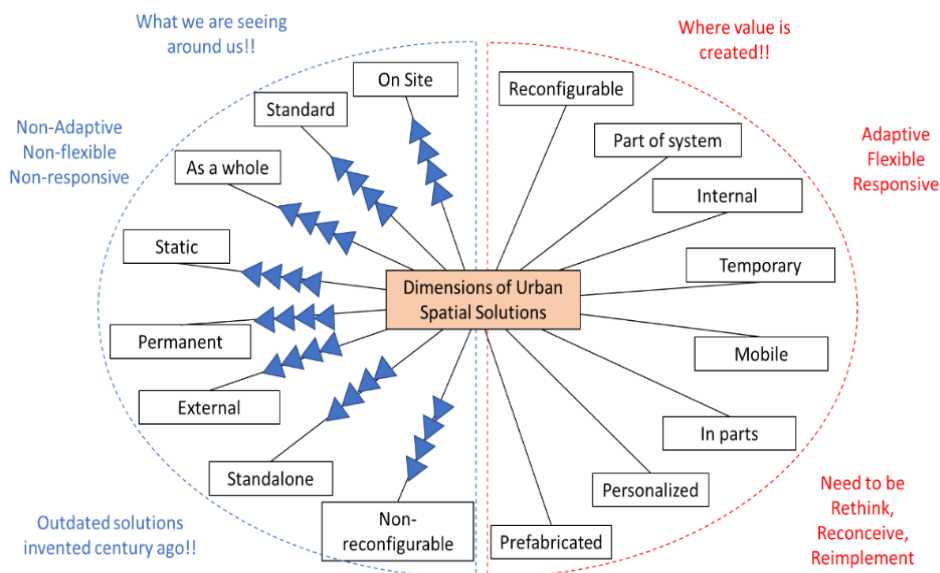 What we are seeing
around us!!
Where value is
created!!
On Site
Reconfigurable
Standard
Part of system
Non-Adaptive
Non-flexible
Non-responsive
Adaptive
Flexible
Responsive
As a whole
Internal
Static
Temporary
Dimensions of Urban
Spatial Solutions
Permanent
Mobile
External
In parts
Standalone
Personalized
Non-
reconfigurable
Prefabricated
Outdated solutions
invented century ago!!
Need to be
Rethink,
Reconceive,
Reimplement